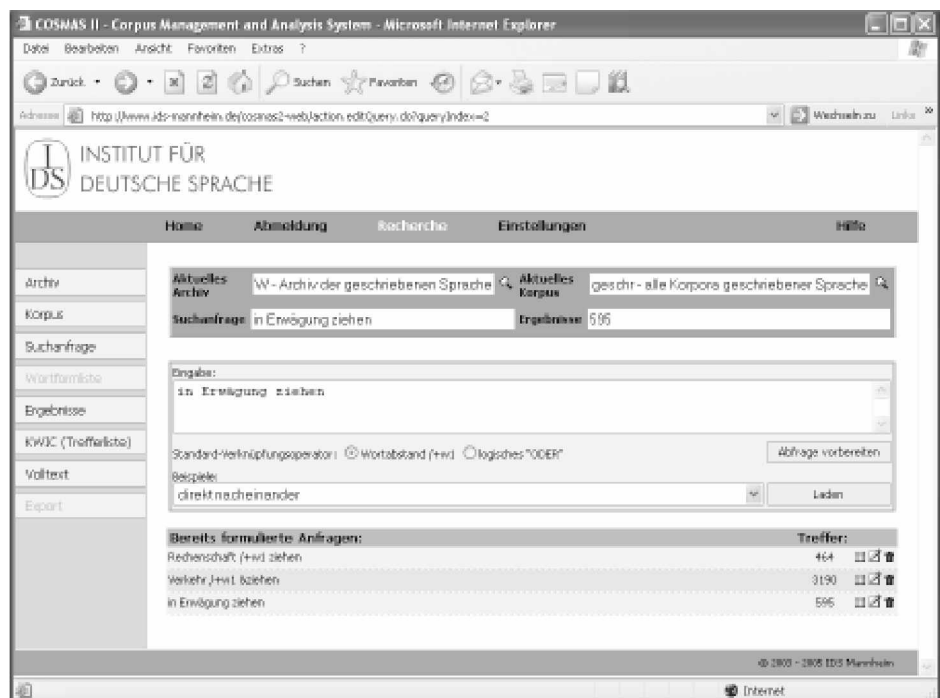 COSMAS II - Corpus Management and Analysis System - Microsoft Internet Explorer
Datei Bearbeiten Ansicht Favoriten Extras ?
Zurück Suchen Favoriten
Adresse http://www.ids-mannheim.de/cosmas2-web/action.editQuery.do?queryIndex=2 Wechseln zu Links »
I
DS
INSTITUT FÜR
DEUTSCHE SPRACHE
Home Abmeldung Recherche Einstellungen Hilfe
Archiv
Korpus
Suchanfrage
Wortformliste
Ergebnisse
KWIC (Trefferliste)
Volltext
Export
Aktuelles Archiv W - Archiv der geschriebenen Sprache Aktuelles Korpus geschr - alle Korpora geschriebener Sprache
Suchanfrage in Erwägung ziehen Ergebnisse 595
Eingabe:
in Erwägung ziehen
Standard-Verknüpfungsoperator: Wortabstand (+w1 logisches "ODER" Abfrage vorbereiten
Beispiele:
direkt nacheinander Laden
Bereits formulierte Anfragen: Treffer:
Rechenschaft /+w1 ziehen 464
Verkehr /+w1 &ziehen 3190
in Erwägung ziehen 595
© 2003 - 2005 IDS Mannheim
Internet